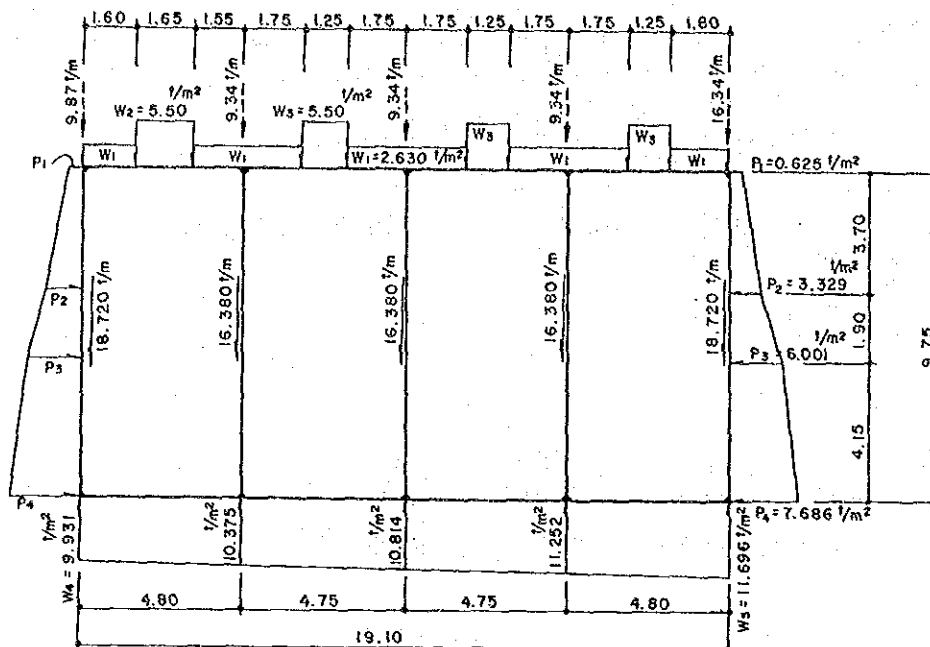 1.60 1.65 1.55 1.75 1.25 1.75 1.75 1.25 1.75 1.75 1.25 1.80
9.87 t/m
9.34 t/m
9.34 t/m
9.34 t/m
16.34 t/m
W2 = 5.50 t/m²
W3 = 5.50 t/m²
W3
W3
P1
W1
W1
W1 = 2.630 t/m²
W1
W1
P1 = 0.625 t/m²
3.70
P2
18.720 t/m
16.380 t/m
16.380 t/m
16.380 t/m
18.720 t/m
P2 = 3.329 t/m²
1.90
9.75
P3
P3 = 6.001 t/m²
4.15
P4
P4 = 7.686 t/m²
W4 = 9.931 t/m²
10.375 t/m²
10.814 t/m²
11.252 t/m²
W5 = 11.696 t/m²
4.80 4.75 4.75 4.80
19.10